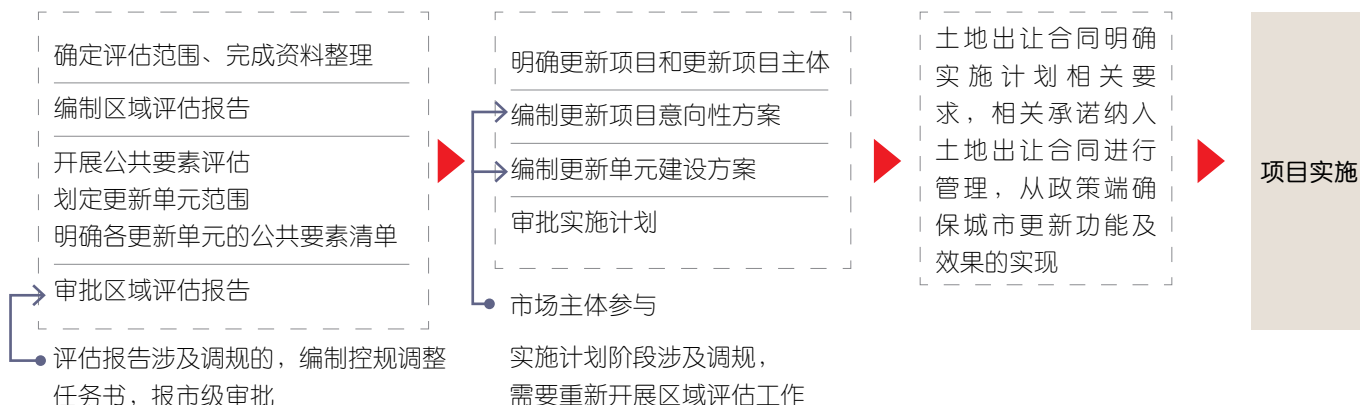 确定评估范围、完成资料整理
编制区域评估报告
开展公共要素评估
划定更新单元范围
明确各更新单元的公共要素清单
审批区域评估报告
评估报告涉及调规的，编制控规调整
任务书，报市级审批
明确更新项目和更新项目主体
编制更新项目意向性方案
编制更新单元建设方案
审批实施计划
市场主体参与
实施计划阶段涉及调规，
需要重新开展区域评估工作
土地出让合同明确
实施计划相关要
求，相关承诺纳入
土地出让合同进行
管理，从政策端确
保城市更新功能及
效果的实现
项目实施